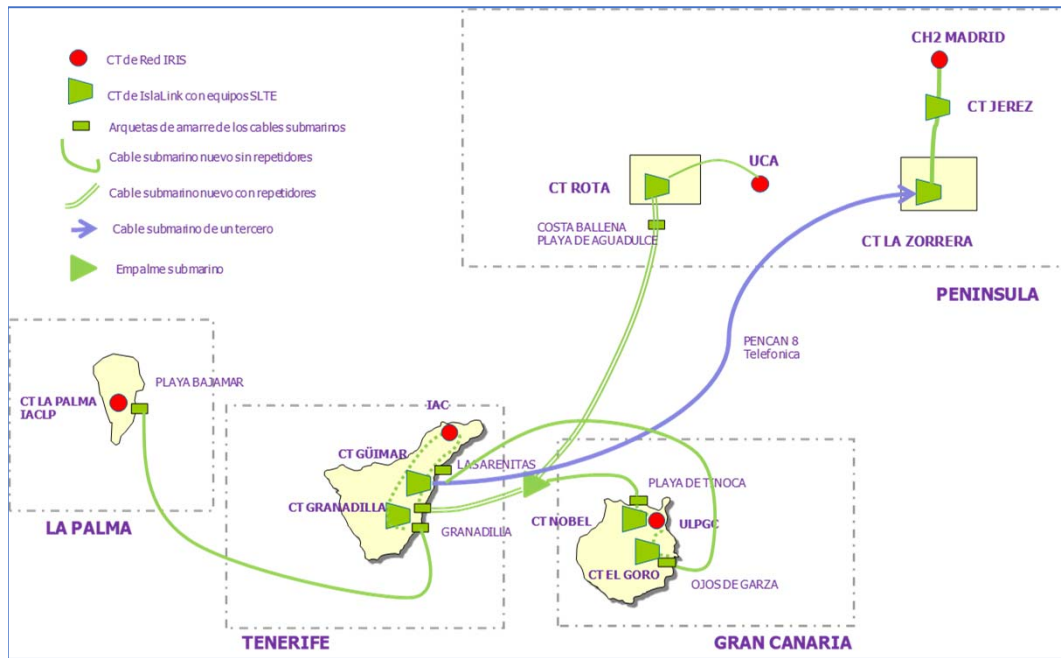 CT de Red IRIS
CT de IslaLink con equipos SLTE
Arquetas de amarre de los cables submarinos
Cable submarino nuevo sin repetidores
Cable submarino nuevo con repetidores
Cable submarino de un tercero
Empalme submarino
CH2 MADRID
CT JEREZ
UCA
CT ROTA
COSTA BALLENA
PLAYA DE AGUADULCE
CT LA ZORRERA
PENINSULA
PENCAN 8
Telefonica
PLAYA BAJAMAR
CT LA PALMA
IACLP
LA PALMA
IAC
CT GÜIMAR
LAS ARENITAS
CT GRANADILLA
GRANADILLA
TENERIFE
PLAYA DE TINOCA
CT NOBEL
ULPGC
CT EL GORO
OJOS DE GARZA
GRAN CANARIA